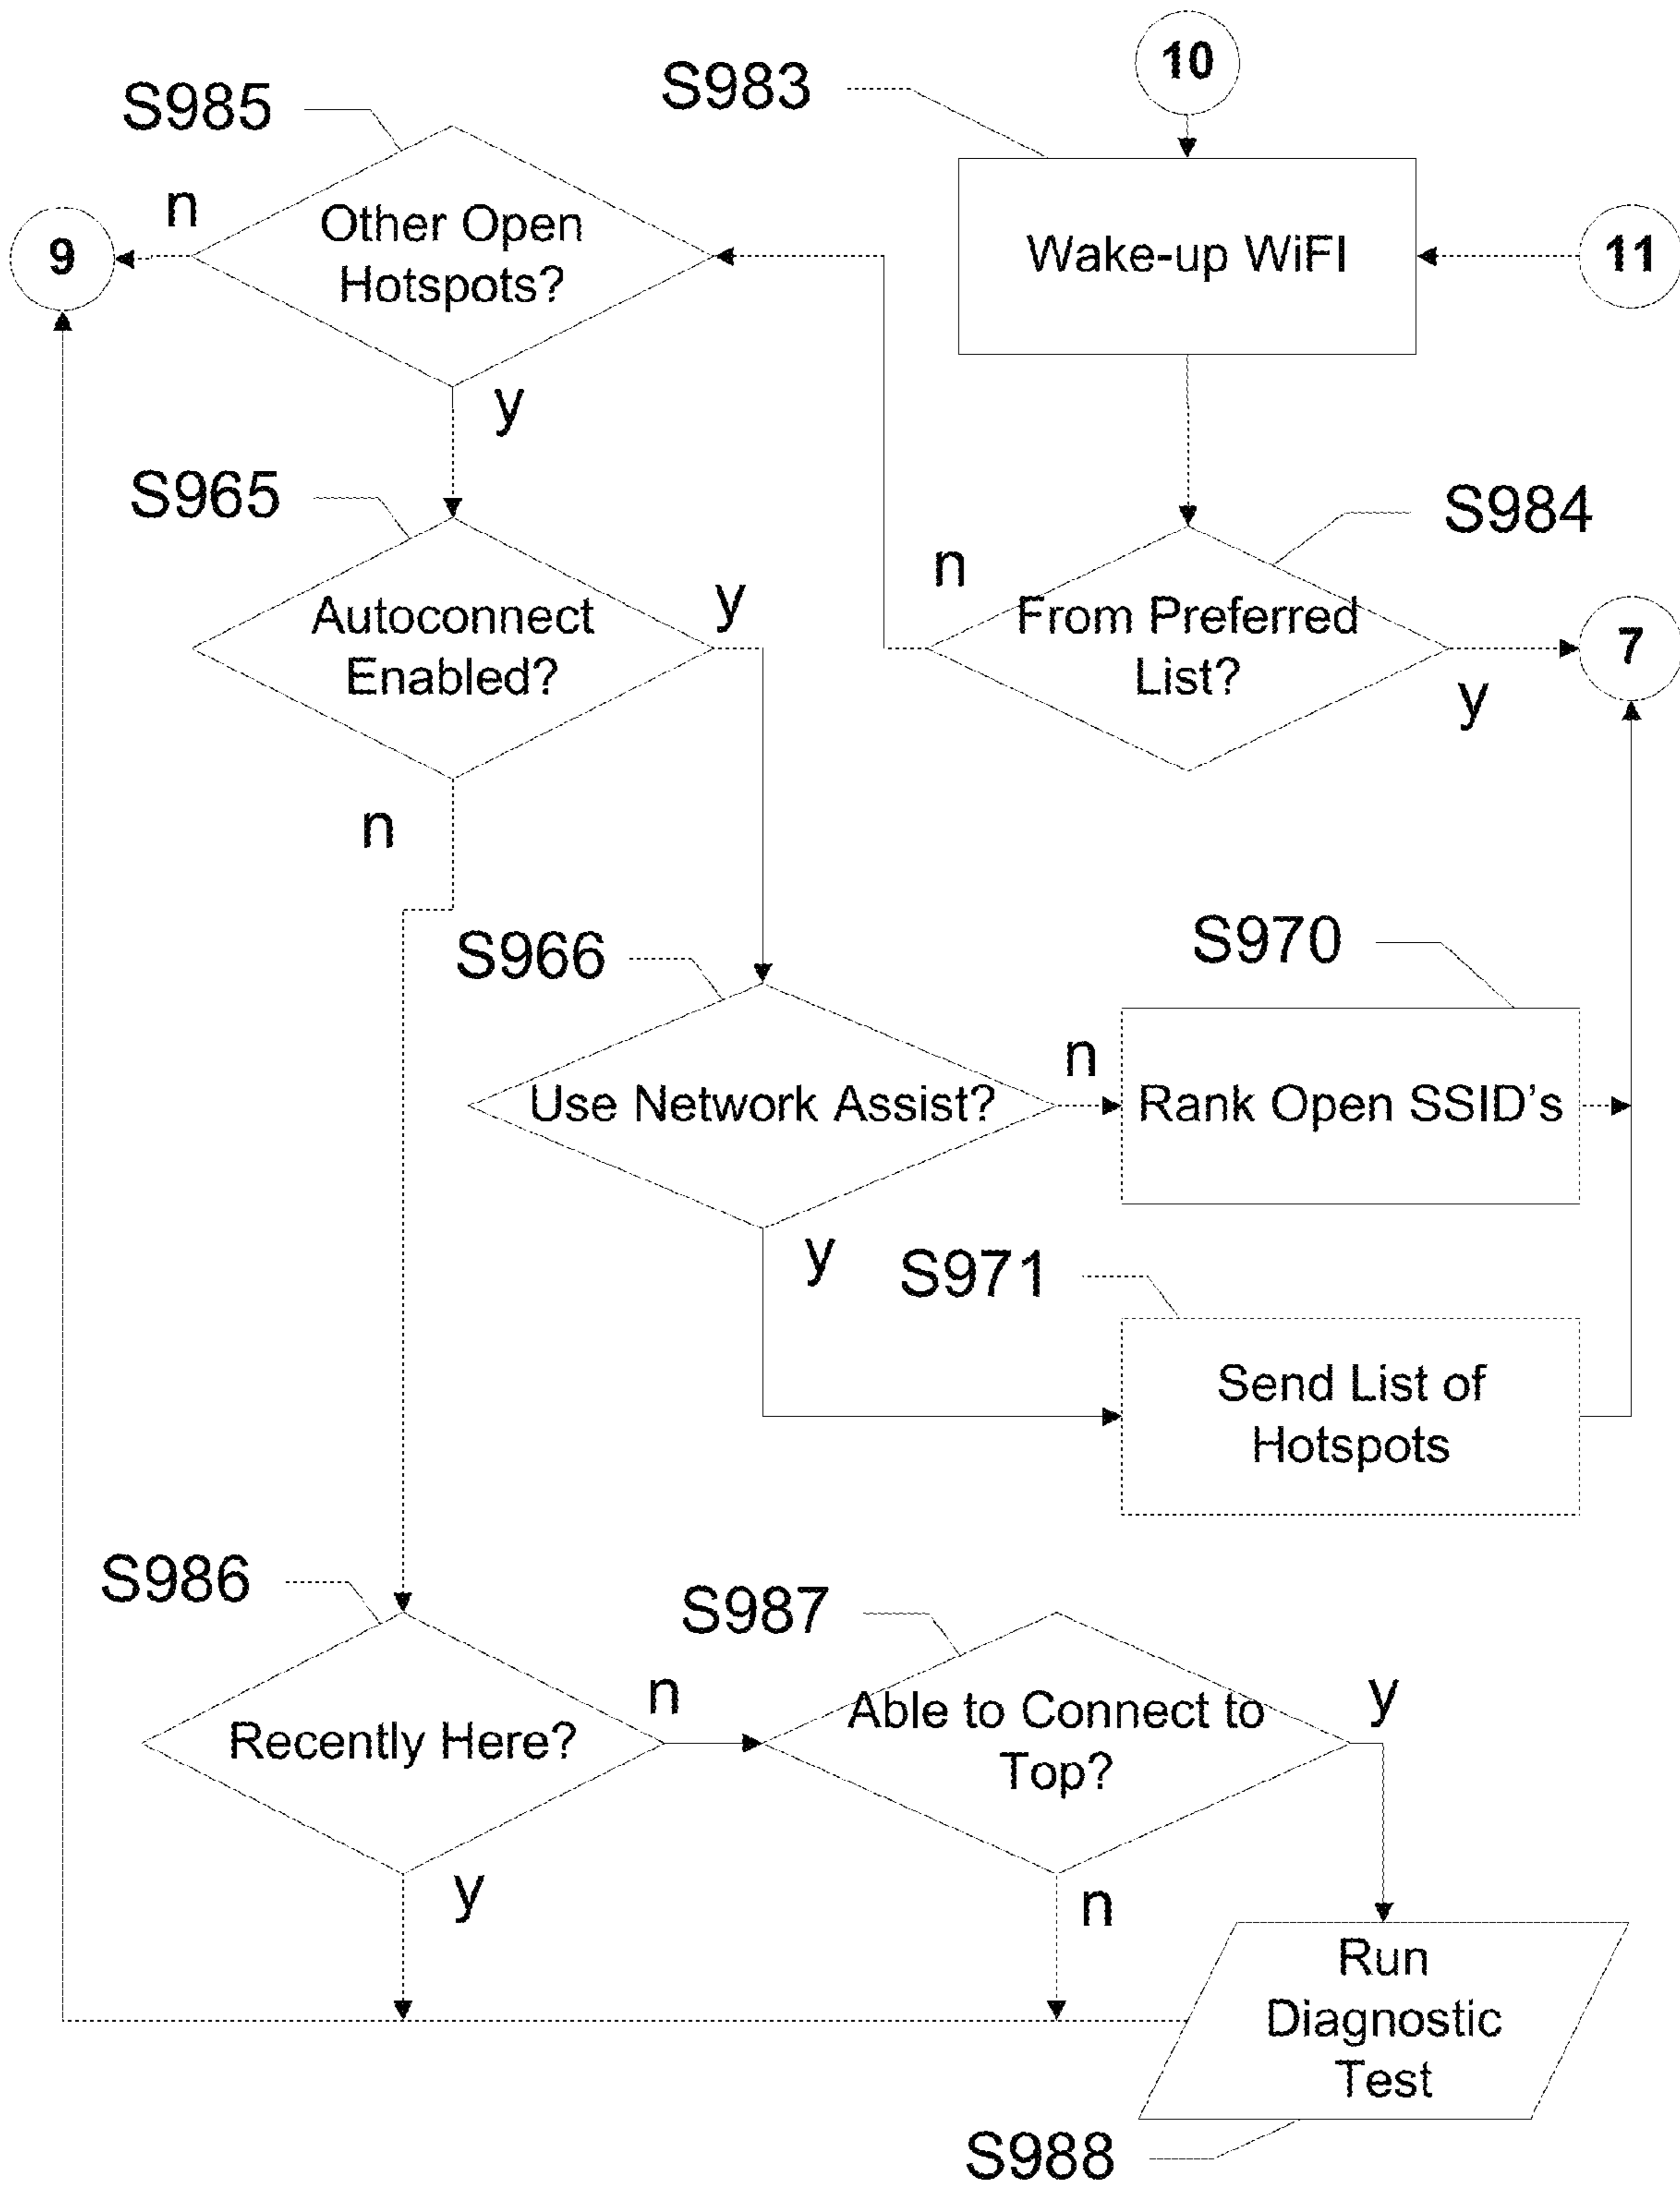 10
S983
S985
n
9
Other Open
Hotspots?
Wake-up WiFI
11
y
S965
S984
n
y
Autoconnect
Enabled?
From Preferred
List?
7
y
n
S966
S970
n
Use Network Assist?
Rank Open SSID's
y
S971
Send List of
Hotspots
S986
S987
n
y
Recently Here?
Able to Connect to
Top?
y
n
Run
Diagnostic
Test
S988